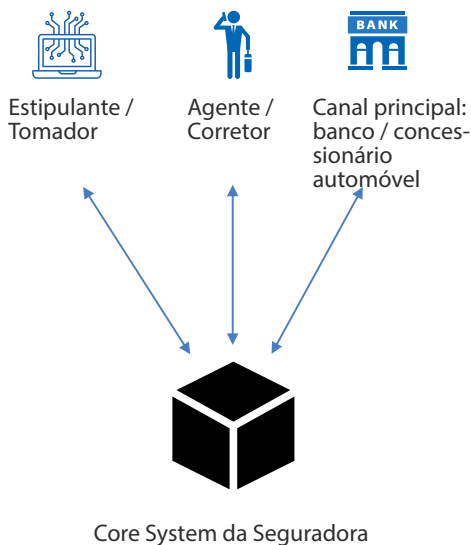 BANK
Estipulante /
Tomador
Agente /
Corretor
Canal principal:
banco / conces-
sionário
automóvel
Core System da Seguradora